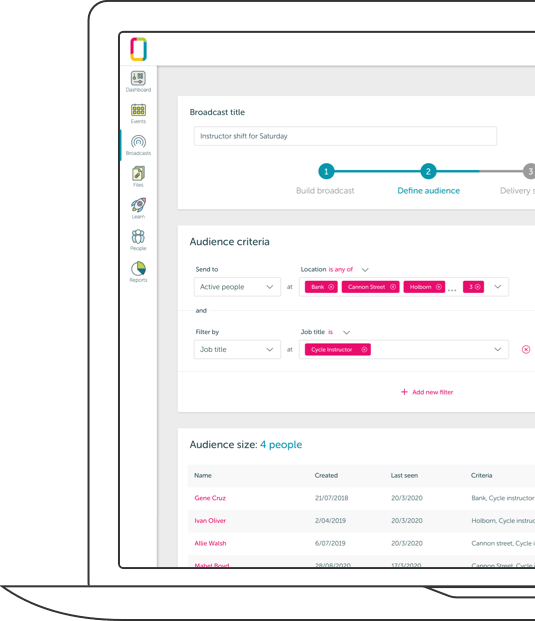 Dashboard
Events
Broadcasts
Files
Learn
People
Reports
Broadcast title
Instructor shift for Saturday
1 2 3
Build broadcast Define audience Delivery s
Audience criteria
Send to Location is any of
Active people at Bank Cannon Street Holborn ... 3
and
Filter by Job title is
Job title at Cycle Instructor
+ Add new filter
Audience size: 4 people
Name Created Last seen Criteria
Gene Cruz 21/07/2018 20/3/2020 Bank, Cycle instructor
Ivan Oliver 2/04/2019 20/3/2020 Holborn, Cycle instruc
Allie Walsh 6/07/2019 20/3/2020 Cannon street, Cycle i
Mabel Boyd 28/08/2020 17/3/2020 Cannon Street, Cycle